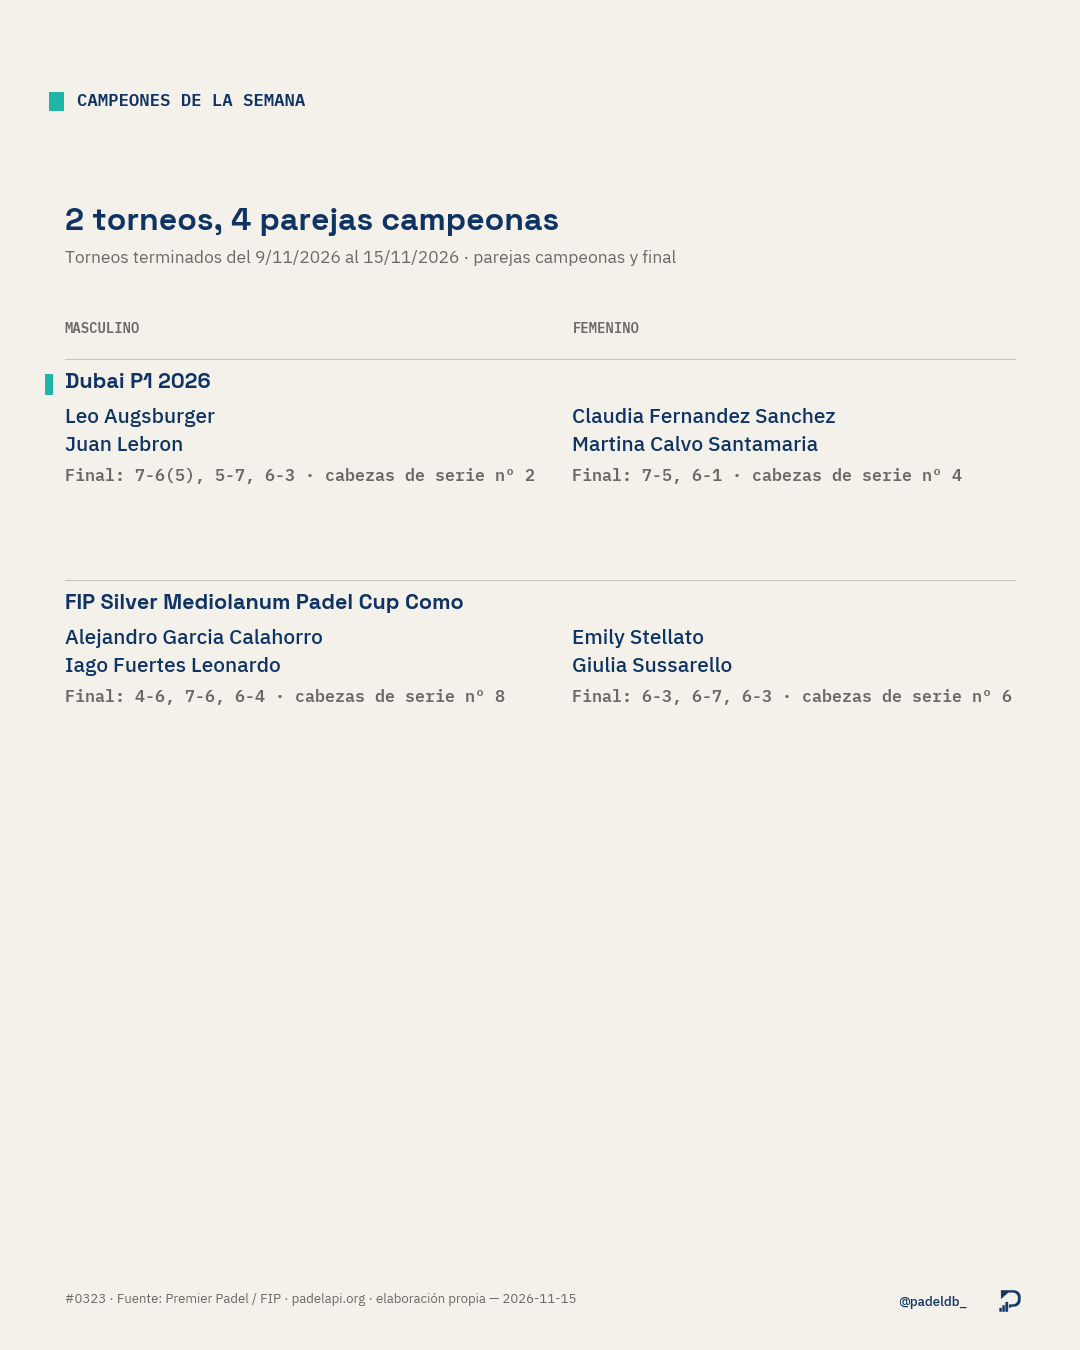 CAMPEONES DE LA SEMANA
2 torneos, 4 parejas campeonas
Torneos terminados del 9/11/2026 al 15/11/2026 · parejas campeonas y final
MASCULINO
FEMENINO
Dubai P1 2026
Leo Augsburger
Juan Lebron
Final: 7-6(5), 5-7, 6-3 · cabezas de serie nº 2
Claudia Fernandez Sanchez
Martina Calvo Santamaria
Final: 7-5, 6-1 · cabezas de serie nº 4
FIP Silver Mediolanum Padel Cup Como
Alejandro Garcia Calahorro
Iago Fuertes Leonardo
Final: 4-6, 7-6, 6-4 · cabezas de serie nº 8
Emily Stellato
Giulia Sussarello
Final: 6-3, 6-7, 6-3 · cabezas de serie nº 6
#0323 · Fuente: Premier Padel / FIP · padelapi.org · elaboración propia — 2026-11-15
@padeldb_